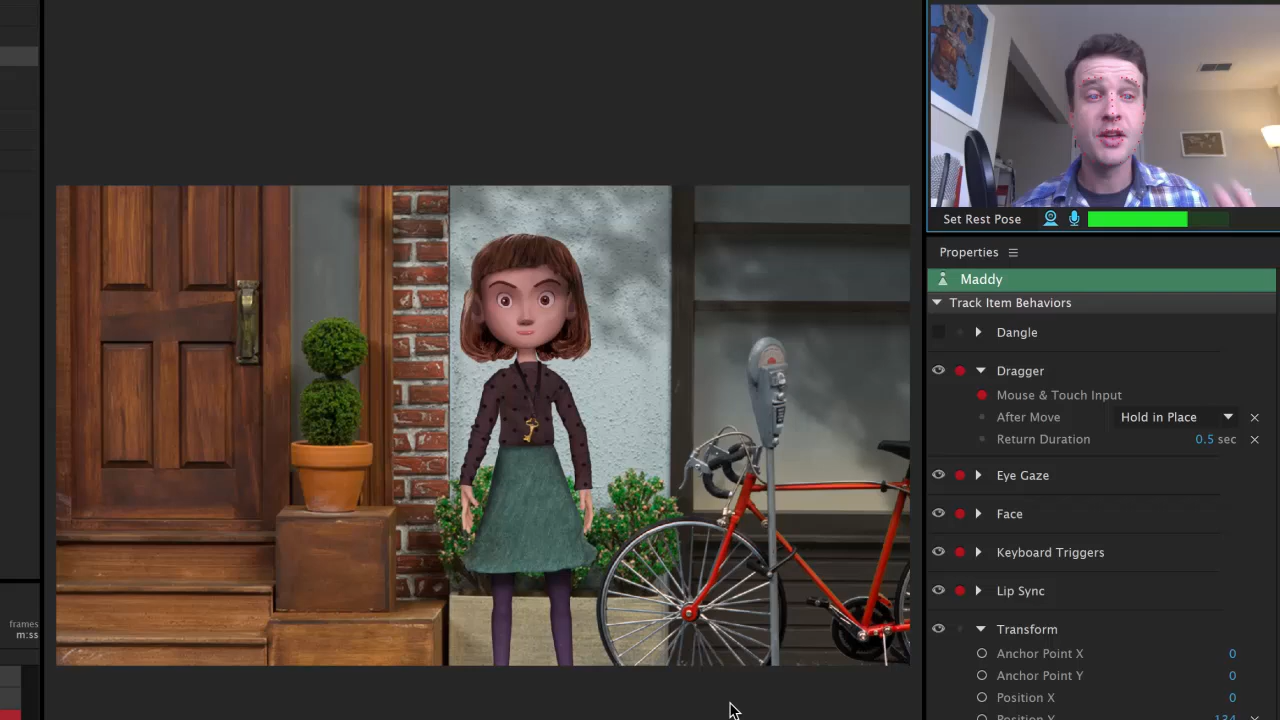 Set Rest Pose
Properties
Maddy
Track Item Behaviors
Dangle
Dragger
Mouse & Touch Input
After Move Hold in Place
Return Duration 0.5 sec
Eye Gaze
Face
Keyboard Triggers
Lip Sync
Transform
Anchor Point X 0
Anchor Point Y 0
Position X 0
Position Y 134
frames
m:ss